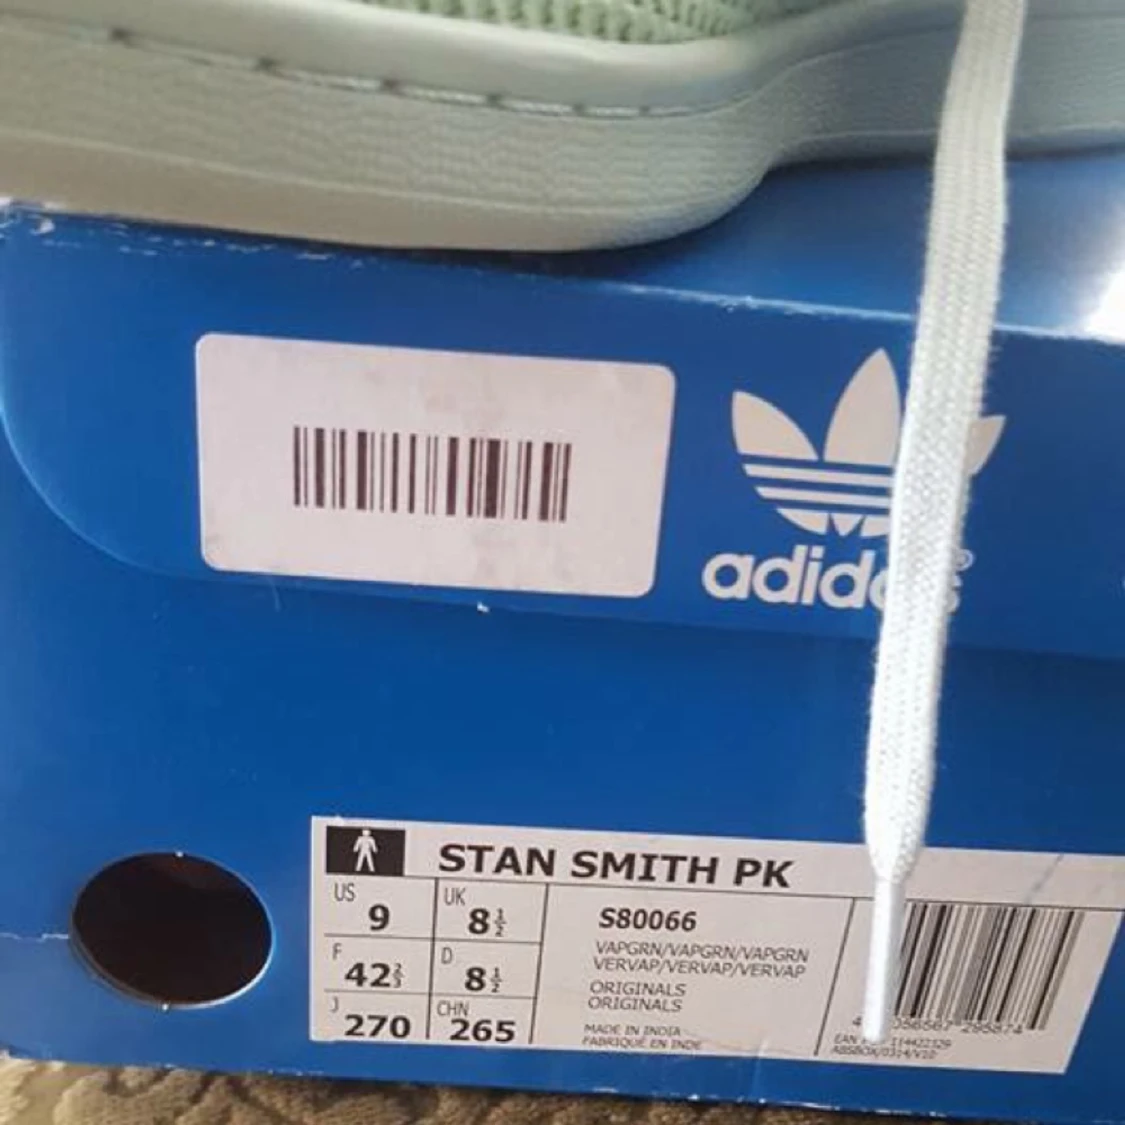 adidas
STAN SMITH PK
US 9 UK 8½
F 42⅔ D 8½
J 270 CHN 265
S80066
VAPGRN/VAPGRN/VAPGRN
VERVAP/VERVAP/VERVAP
ORIGINALS
ORIGINALS
MADE IN INDIA
FABRIQUÉ EN INDE
EAN